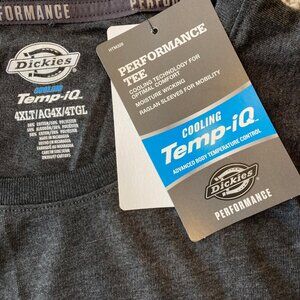 PERFORMANCE
Dickies
COOLING
Temp-iQ
4XLT/AG4X/4TGL
PERFORMANCE
TEE
COOLING TECHNOLOGY FOR
OPTIMAL COMFORT
MOISTURE WICKING
RAGLAN SLEEVES FOR MOBILITY
COOLING
Temp-iQ
ADVANCED BODY TEMPERATURE CONTROL
Dickies
PERFORMANCE